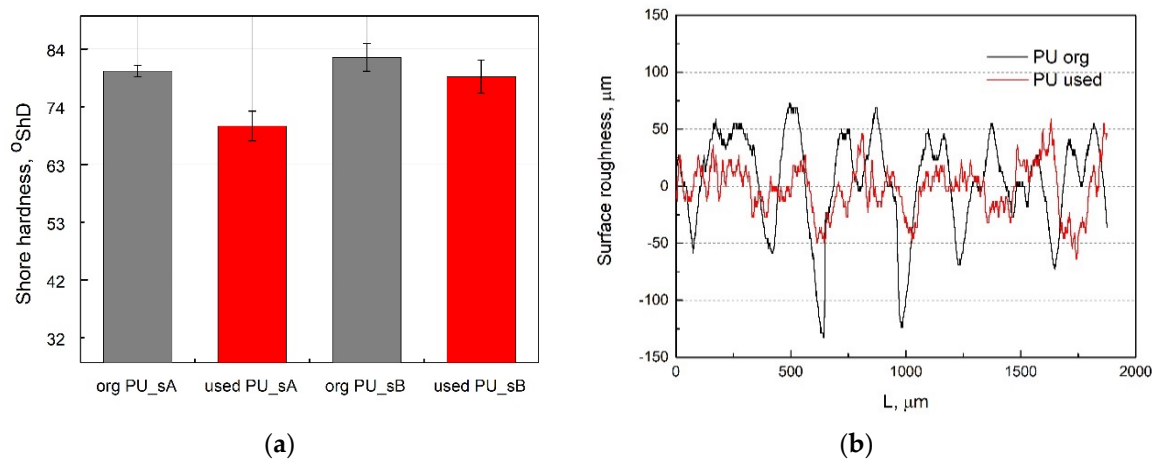 84
74
63
53
42
32
Shore hardness, ºShD
org PU_sA
used PU_sA
org PU_sB
used PU_sB
(a)
150
100
50
0
-50
-100
-150
Surface roughness, μm
PU org
PU used
0
500
1000
1500
2000
L, μm
(b)